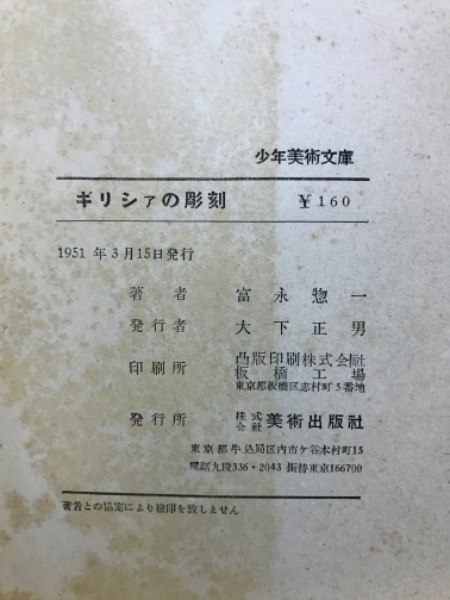 少年美術文庫
ギリシァの彫刻 ¥160
1951年3月15日発行
著者 富永惣一
発行者 大下正男
印刷所 凸版印刷株式会社
板橋工場
東京都板橋区志村町5番地
発行所 株式会社 美術出版社
東京都牛込局区内市ケ谷本村町15
電話九段336・2043 振替東京166700
著者との協定により検印を致しません